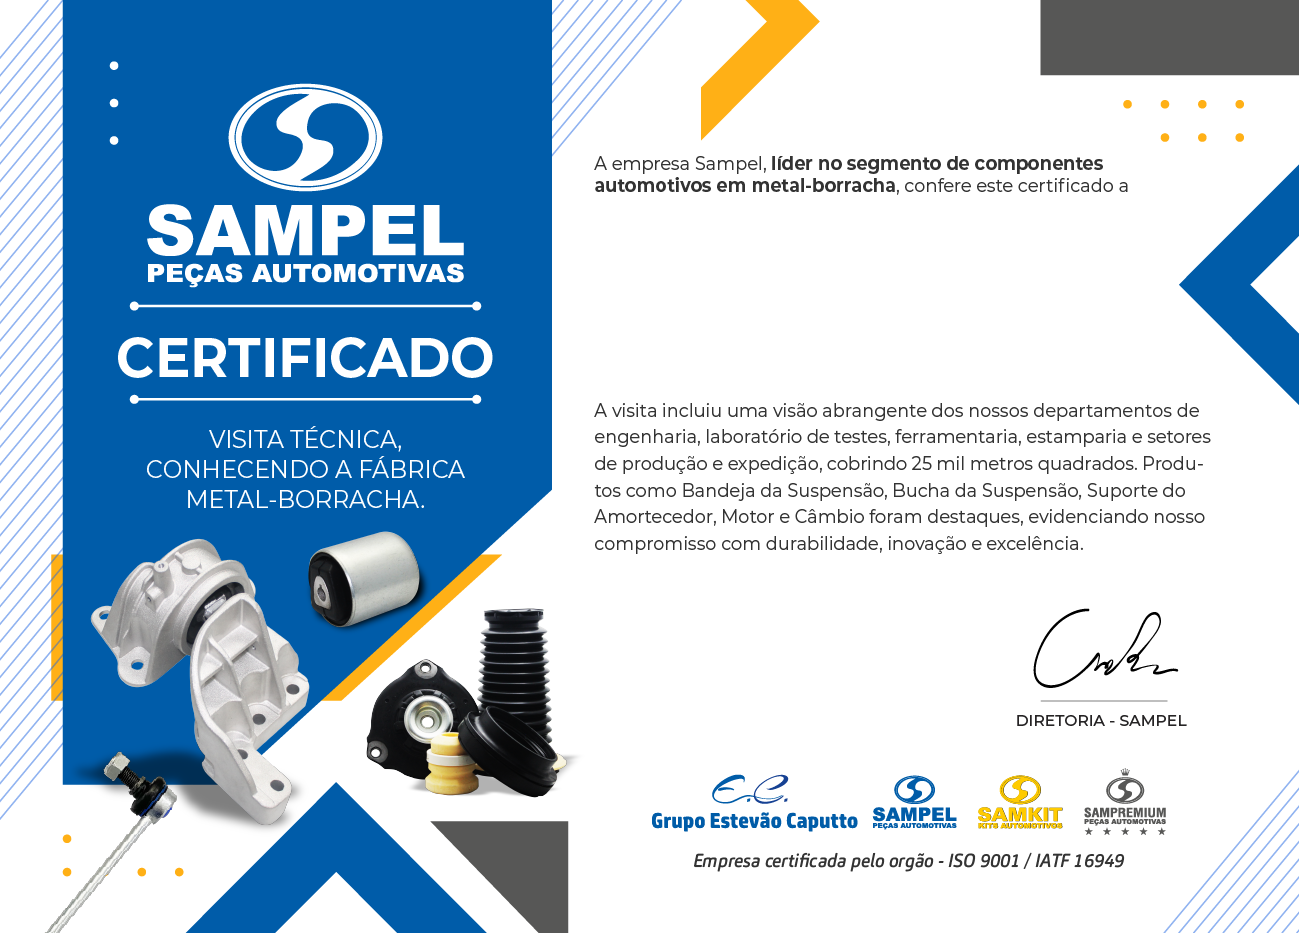 SAMPEL
PEÇAS AUTOMOTIVAS
CERTIFICADO
VISITA TÉCNICA,
CONHECENDO A FÁBRICA
METAL-BORRACHA.
A empresa Sampel, líder no segmento de componentes
automotivos em metal-borracha, confere este certificado a
A visita incluiu uma visão abrangente dos nossos departamentos de
engenharia, laboratório de testes, ferramentaria, estamparia e setores
de produção e expedição, cobrindo 25 mil metros quadrados. Produ-
tos como Bandeja da Suspensão, Bucha da Suspensão, Suporte do
Amortecedor, Motor e Câmbio foram destaques, evidenciando nosso
compromisso com durabilidade, inovação e excelência.
DIRETORIA - SAMPEL
E.C.
Grupo Estevão Caputto
SAMPEL
PEÇAS AUTOMOTIVAS
SAMKIT
KITS AUTOMOTIVOS
SAMPREMIUM
PEÇAS AUTOMOTIVAS
Empresa certificada pelo orgão - ISO 9001 / IATF 16949